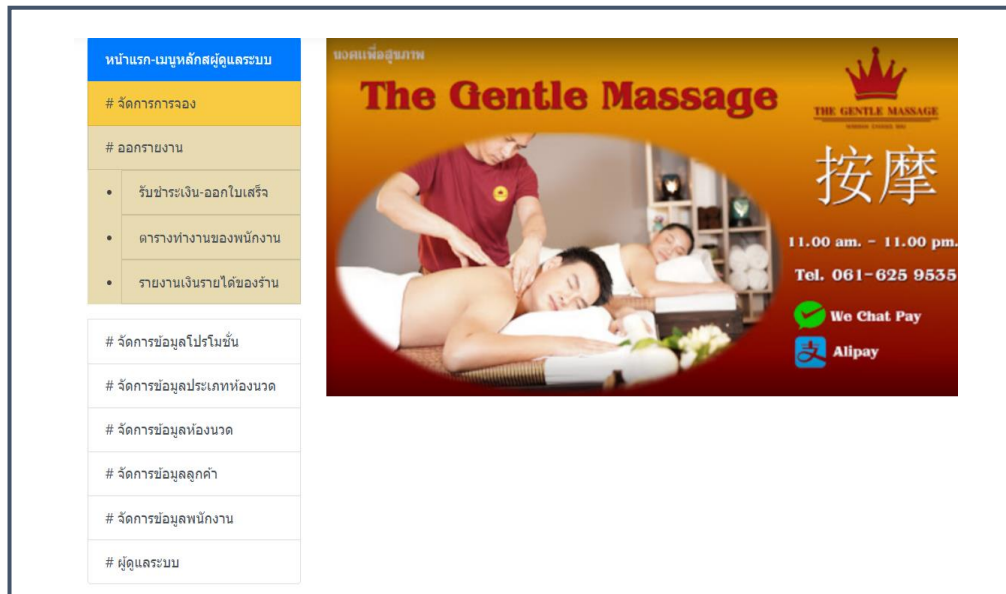 หน้าแรก-เมนูหลักสผู้ดูแลระบบ
# จัดการการจอง
# ออกรายงาน
รับชำระเงิน-ออกใบเสร็จ
ตารางทำงานของพนักงาน
รายงานเงินรายได้ของร้าน
# จัดการข้อมูลโปรโมชั่น
# จัดการข้อมูลประเภทห้องนวด
# จัดการข้อมูลห้องนวด
# จัดการข้อมูลลูกค้า
# จัดการข้อมูลพนักงาน
# ผู้ดูแลระบบ
นวดเพื่อสุขภาพ
The Gentle Massage
THE GENTLE MASSAGE
按摩
11.00 am. - 11.00 pm.
Tel. 061-625 9535
We Chat Pay
Alipay